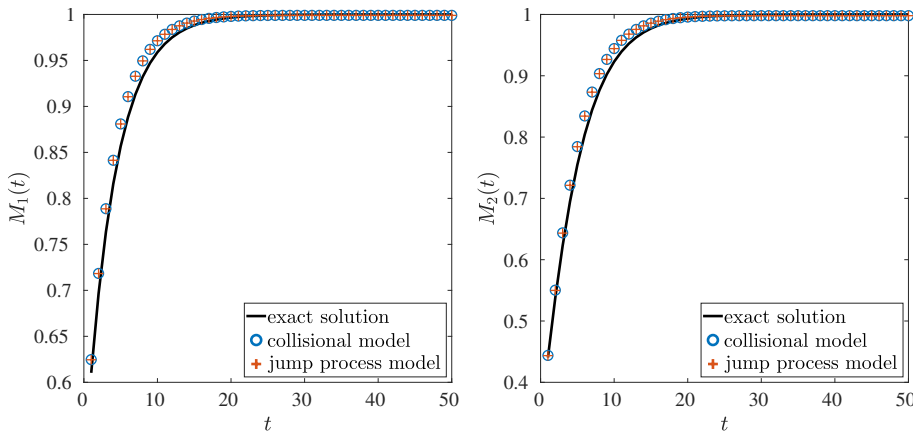 1
0.95
0.9
0.85
0.8
0.75
0.7
0.65
0.6
M₁(t)
0 10 20 30 40 50
t
exact solution
collisional model
jump process model
1
0.9
0.8
0.7
0.6
0.5
0.4
M₂(t)
0 10 20 30 40 50
t
exact solution
collisional model
jump process model